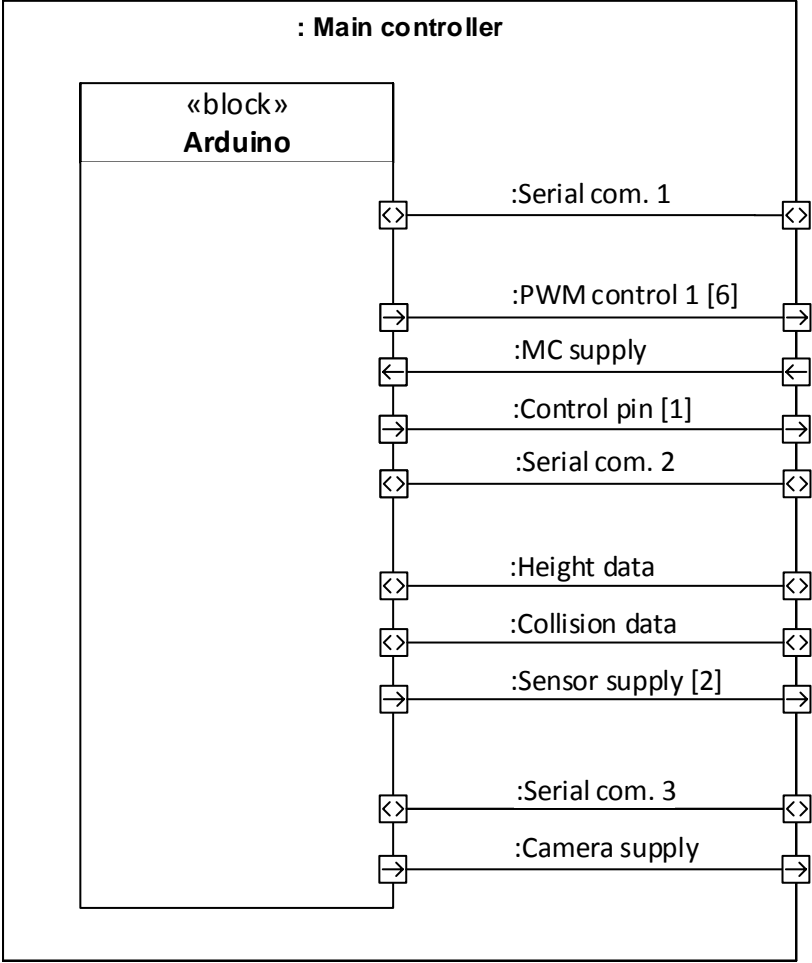 : Main controller
«block»
Arduino
:Serial com. 1
:PWM control 1 [6]
:MC supply
:Control pin [1]
:Serial com. 2
:Height data
:Collision data
:Sensor supply [2]
:Serial com. 3
:Camera supply